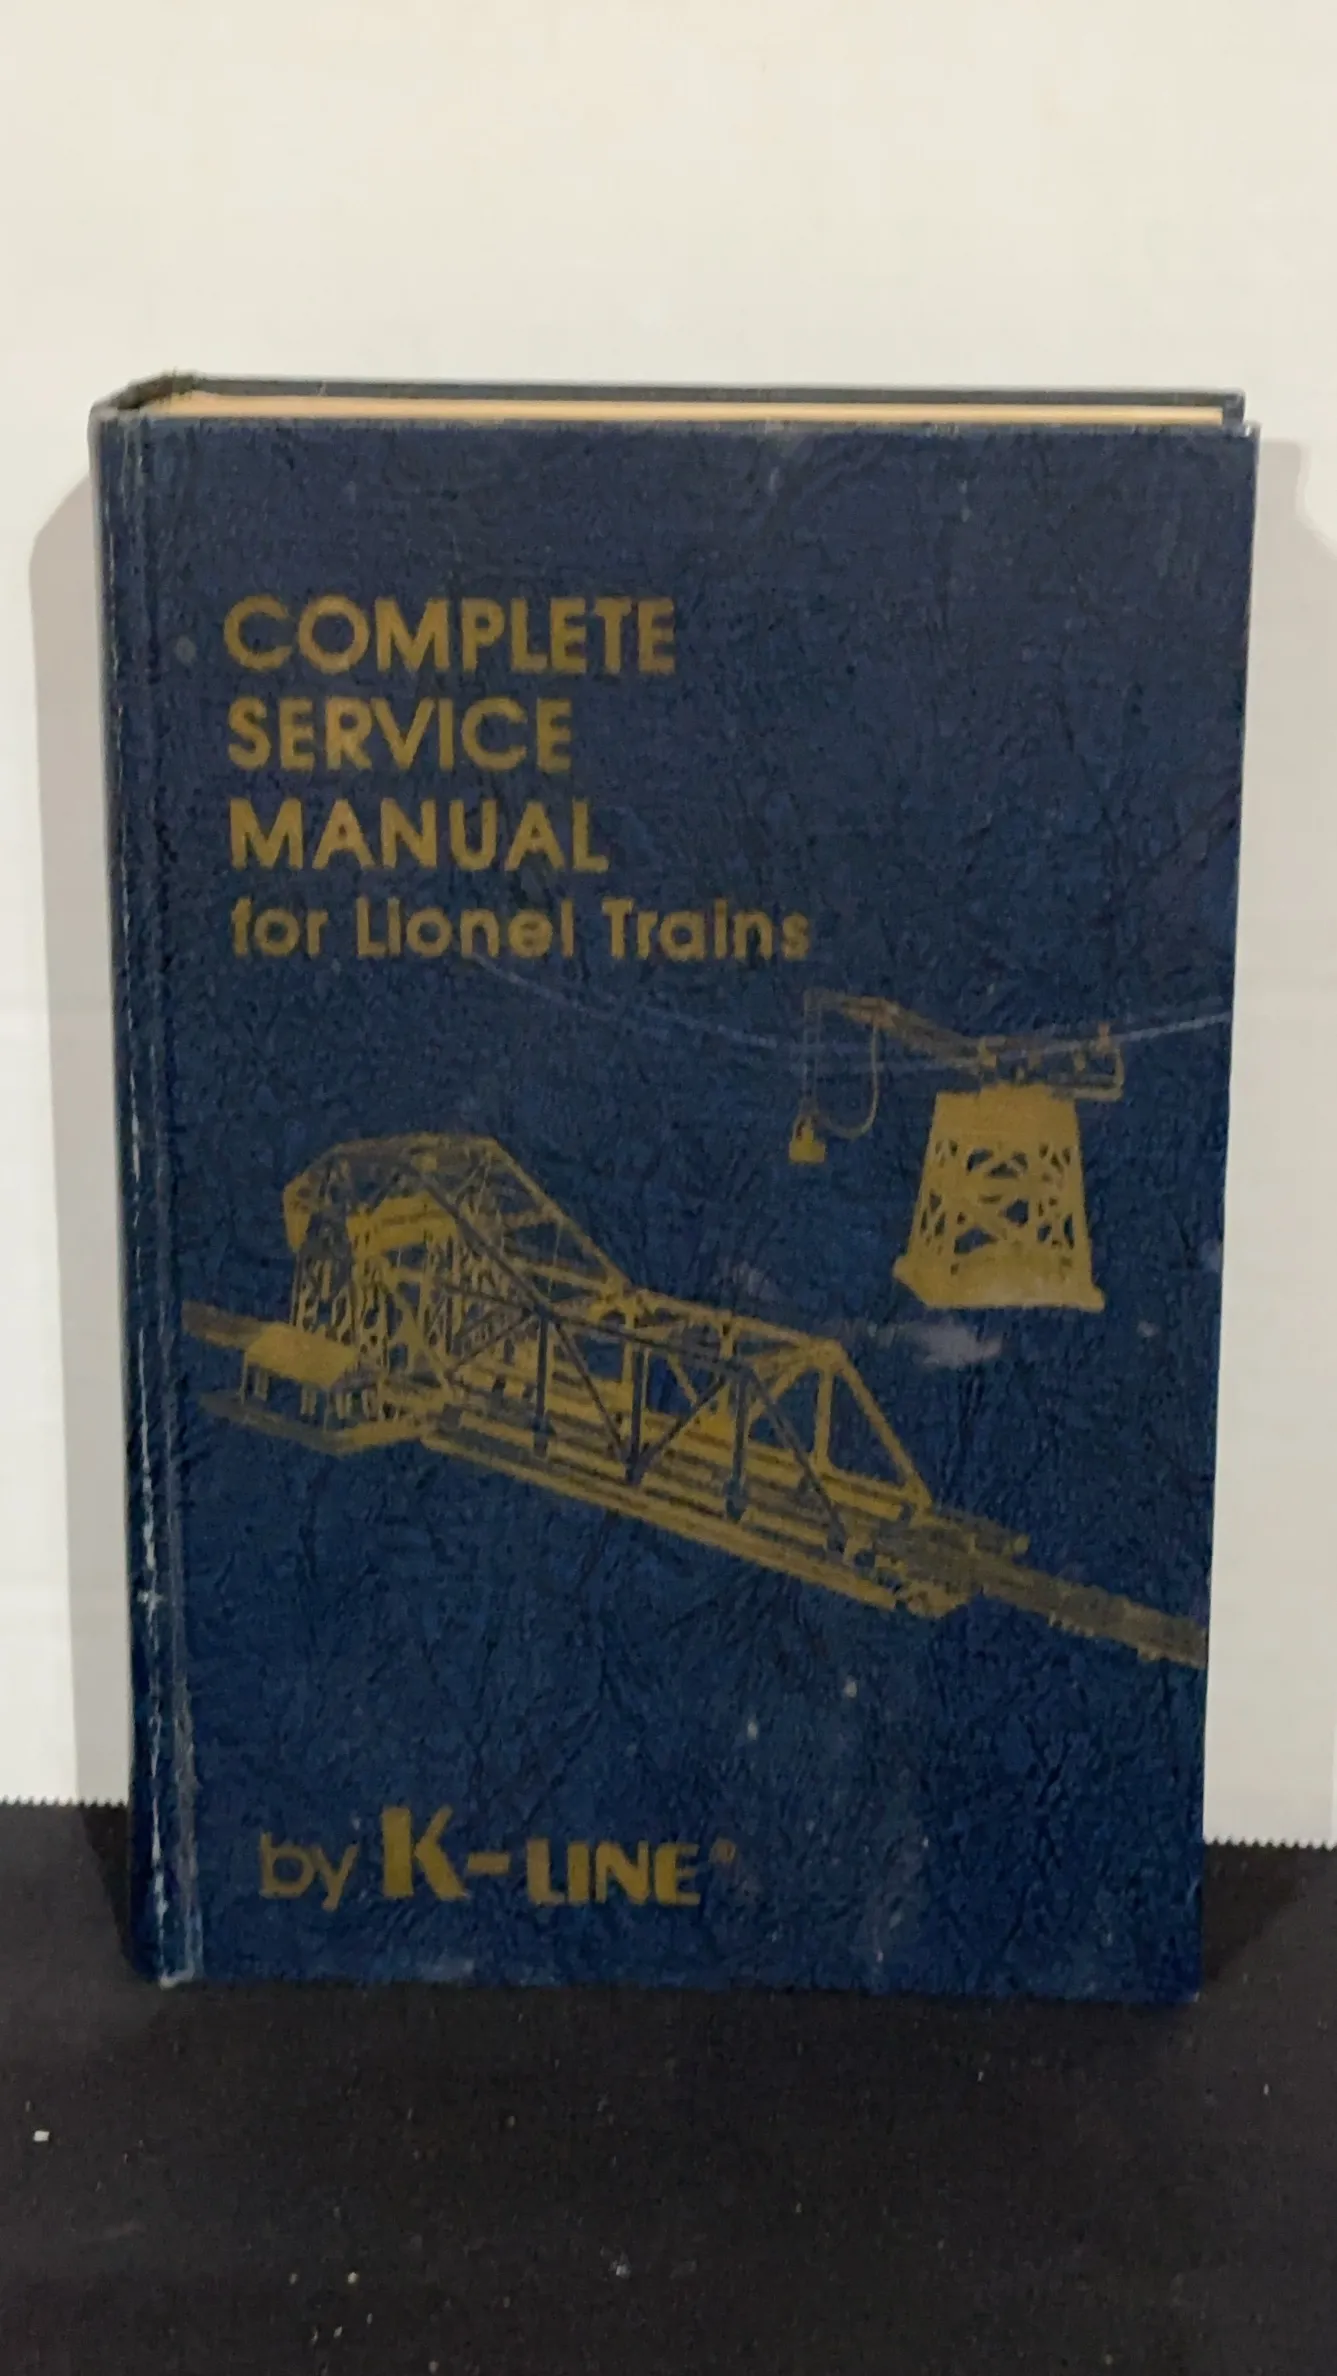 COMPLETE
SERVICE
MANUAL
for Lionel Trains
by K-LINE®